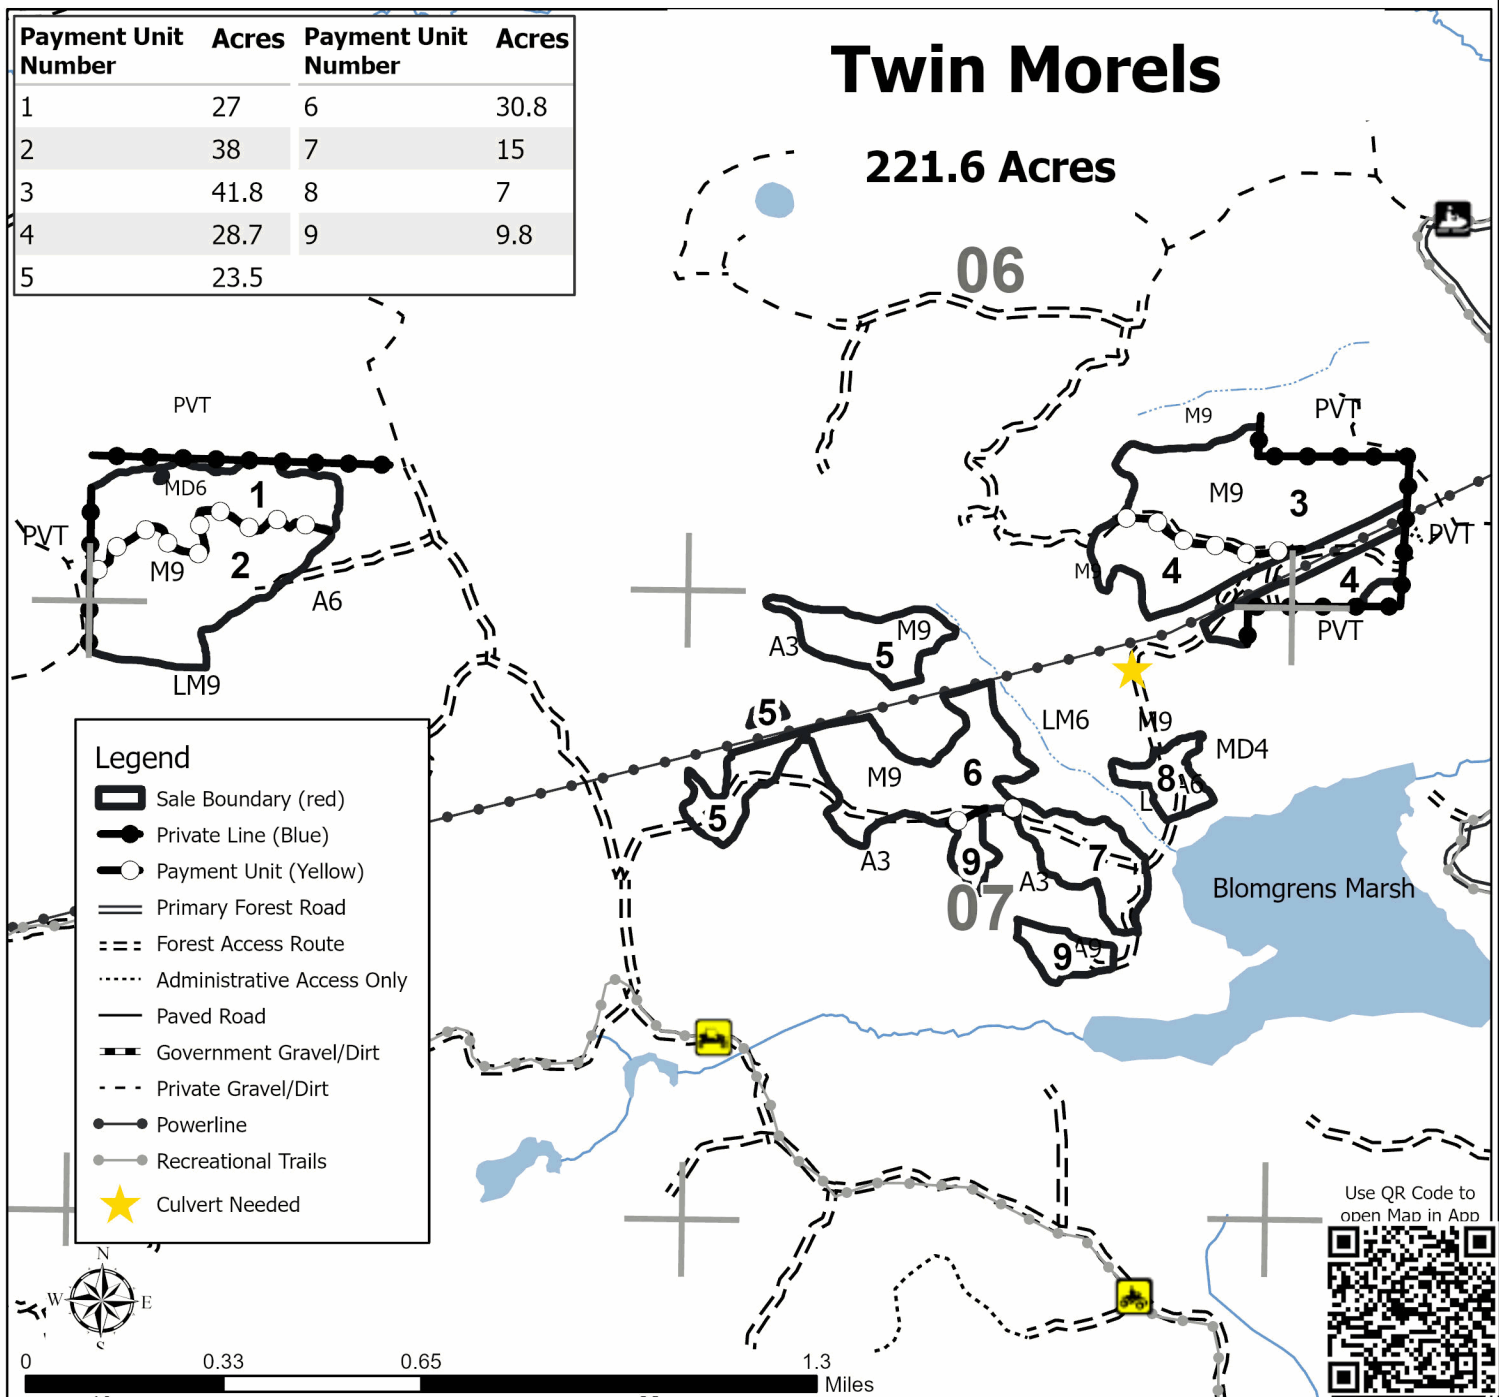 Payment Unit Number Acres Payment Unit Number Acres
1 27 6 30.8
2 38 7 15
3 41.8 8 7
4 28.7 9 9.8
5 23.5
Twin Morels
221.6 Acres
06
PVT
M9
PVT
MD6
1
M9
3
PVT
PVT
M9
2
M9
4
4
A6
PVT
A3
M9
5
LM9
5
LM6
M9
MD4
M9
6
8
A6
5
A3
9
A3
7
07
Blomgrens Marsh
9
A9
Legend
Sale Boundary (red)
Private Line (Blue)
Payment Unit (Yellow)
Primary Forest Road
Forest Access Route
Administrative Access Only
Paved Road
Government Gravel/Dirt
Private Gravel/Dirt
Powerline
Recreational Trails
Culvert Needed
Use QR Code to
open Map in App
N
W E
S
0 0.33 0.65 1.3
Miles